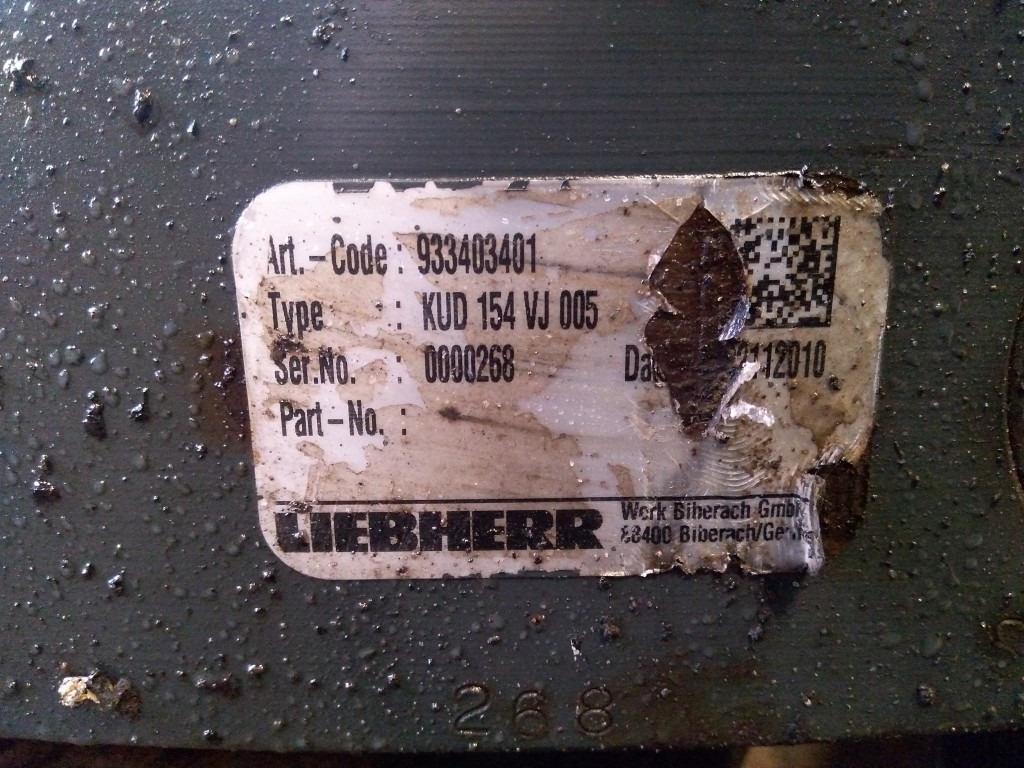 Art.-Code : 933403401
Type : KUD 154 VJ 005
Ser.No. : 0000268 112010
Part-No. :
LIEBHERR
Werk Biberach GmbH
88400 Biberach/
268